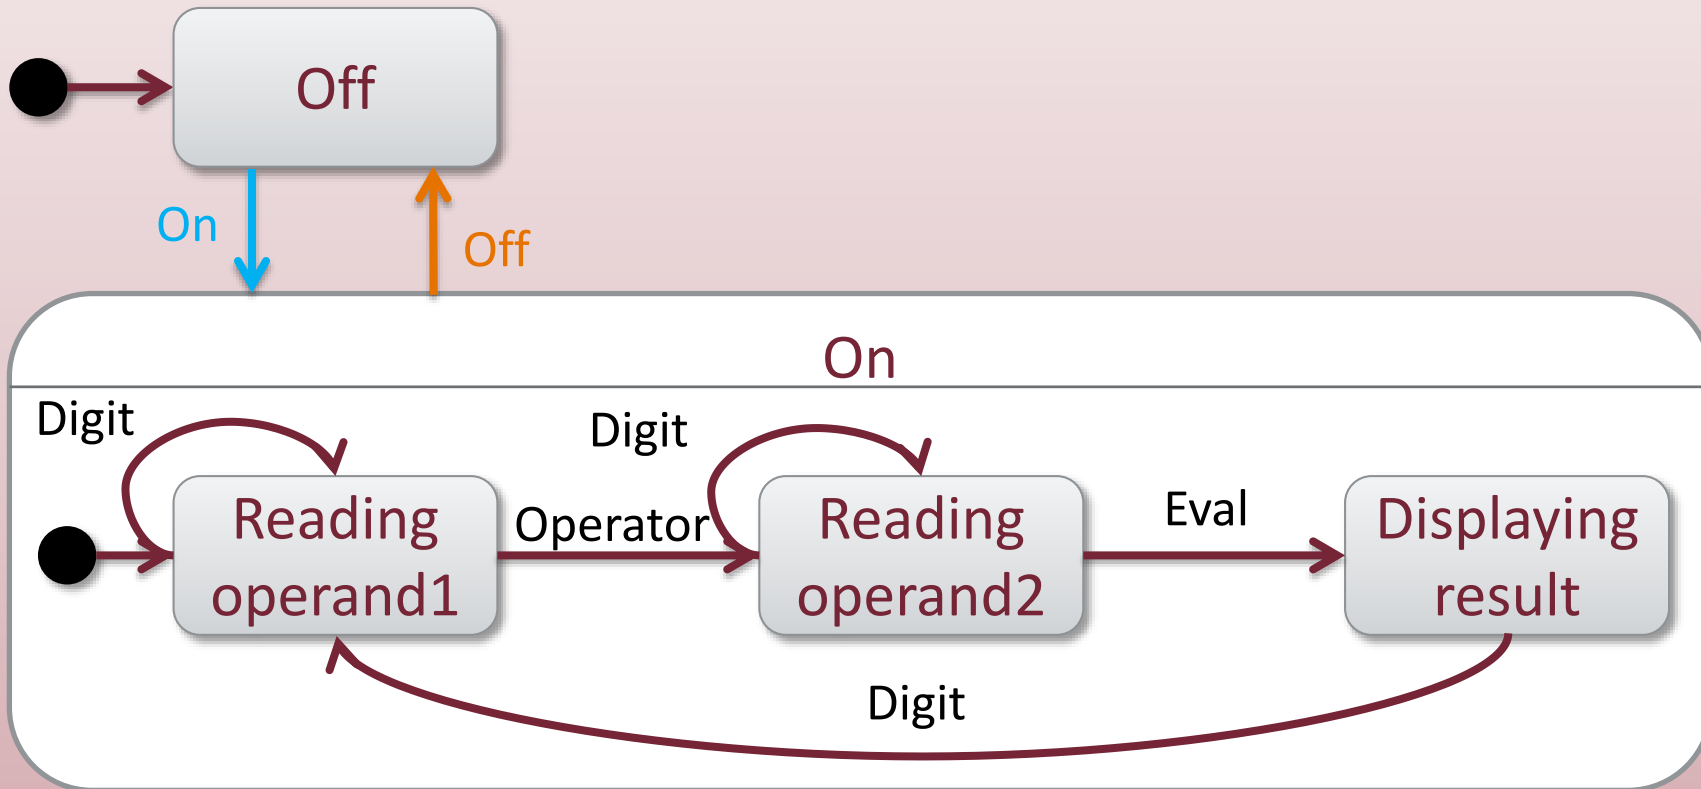 Off
On
Off
On
Digit
Digit
Reading
operand1
Operator
Reading
operand2
Eval
Displaying
result
Digit